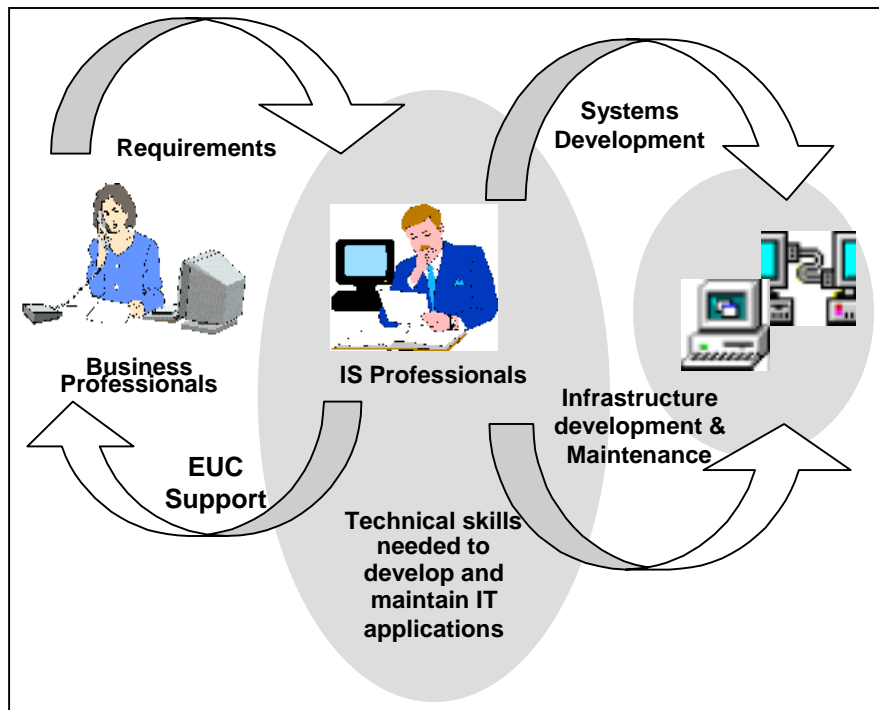 Requirements
Systems
Development
Business
Professionals
IS Professionals
Infrastructure
development &
Maintenance
EUC
Support
Technical skills
needed to
develop and
maintain IT
applications